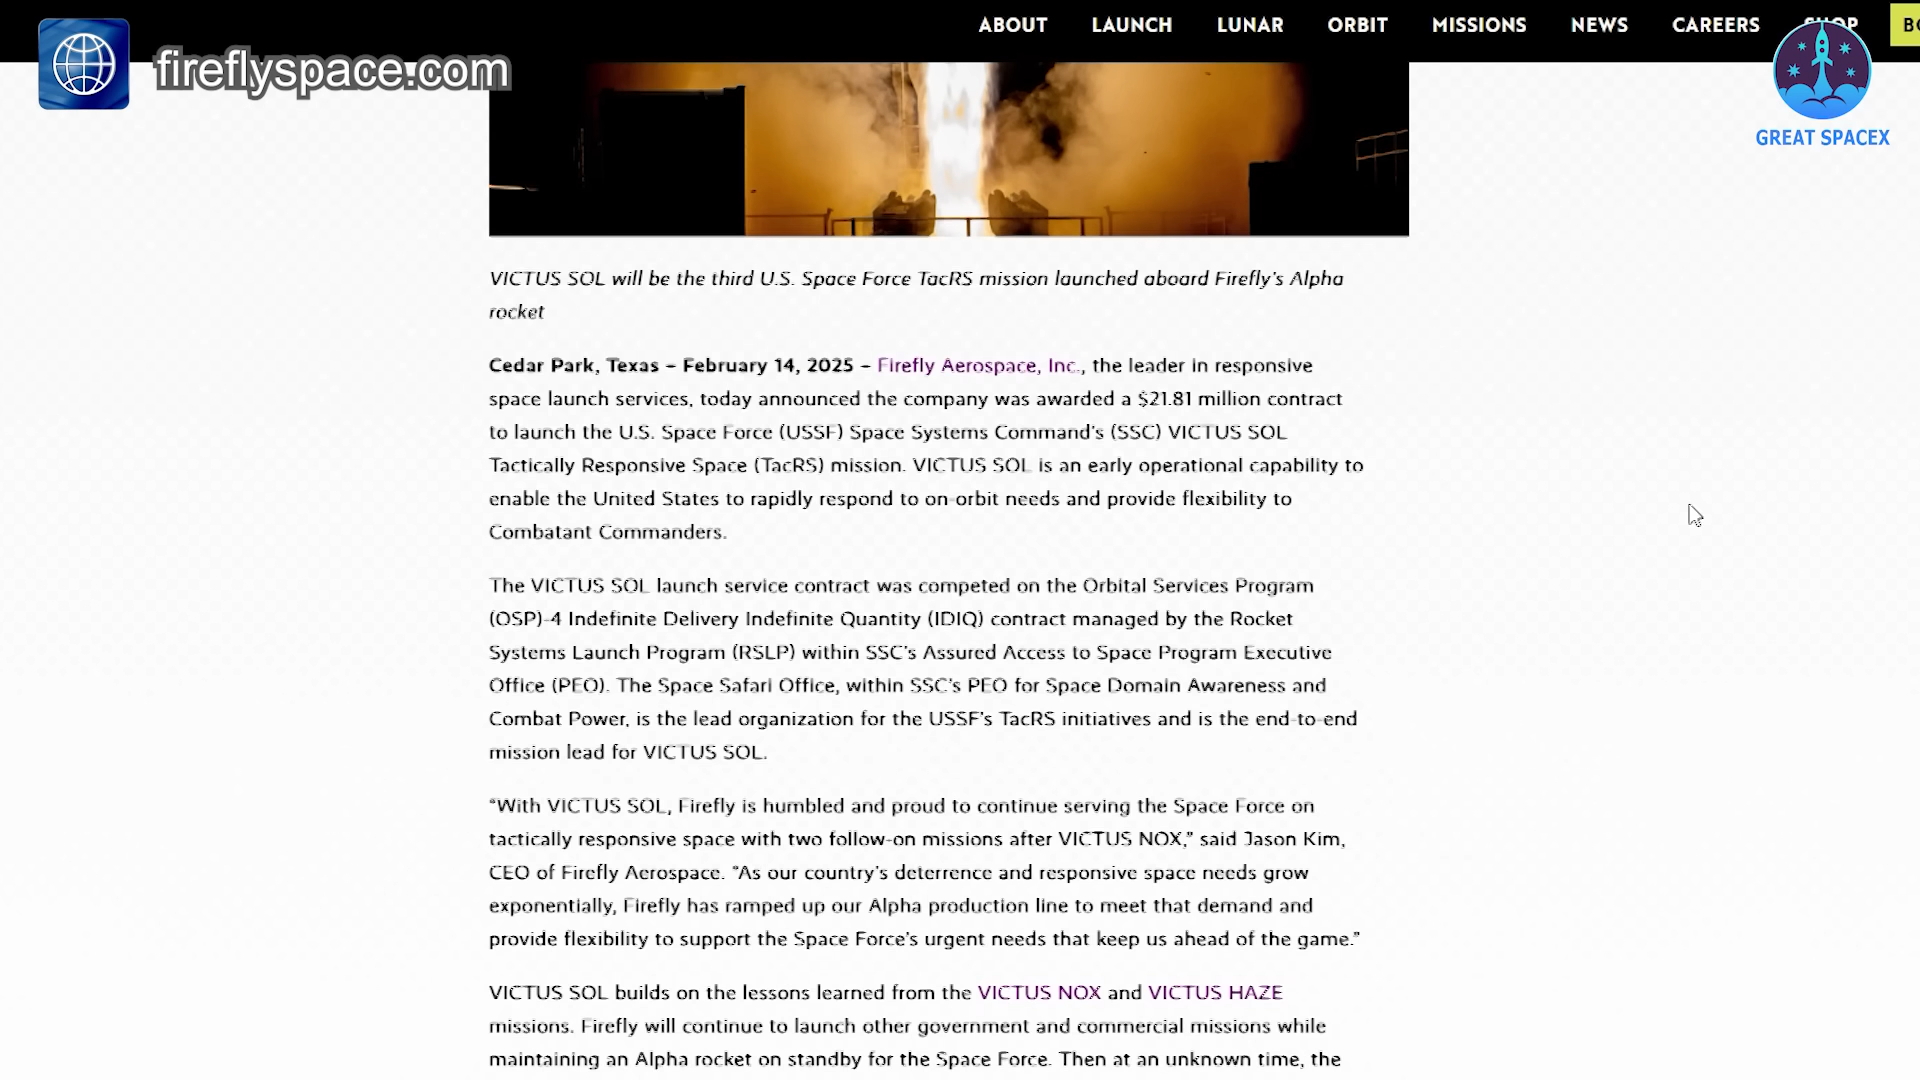 ABOUT LAUNCH LUNAR ORBIT MISSIONS NEWS CAREERS SHOP
fireflyspace.com
GREAT SPACEX
VICTUS SOL will be the third U.S. Space Force TacRS mission launched aboard Firefly's Alpha
rocket
Cedar Park, Texas – February 14, 2025 – Firefly Aerospace, Inc., the leader in responsive
space launch services, today announced the company was awarded a $21.81 million contract
to launch the U.S. Space Force (USSF) Space Systems Command's (SSC) VICTUS SOL
Tactically Responsive Space (TacRS) mission. VICTUS SOL is an early operational capability to
enable the United States to rapidly respond to on-orbit needs and provide flexibility to
Combatant Commanders.
The VICTUS SOL launch service contract was competed on the Orbital Services Program
(OSP)-4 Indefinite Delivery Indefinite Quantity (IDIQ) contract managed by the Rocket
Systems Launch Program (RSLP) within SSC's Assured Access to Space Program Executive
Office (PEO). The Space Safari Office, within SSC's PEO for Space Domain Awareness and
Combat Power, is the lead organization for the USSF's TacRS initiatives and is the end-to-end
mission lead for VICTUS SOL.
"With VICTUS SOL, Firefly is humbled and proud to continue serving the Space Force on
tactically responsive space with two follow-on missions after VICTUS NOX," said Jason Kim,
CEO of Firefly Aerospace. "As our country's deterrence and responsive space needs grow
exponentially, Firefly has ramped up our Alpha production line to meet that demand and
provide flexibility to support the Space Force's urgent needs that keep us ahead of the game."
VICTUS SOL builds on the lessons learned from the VICTUS NOX and VICTUS HAZE
missions. Firefly will continue to launch other government and commercial missions while
maintaining an Alpha rocket on standby for the Space Force. Then at an unknown time, the